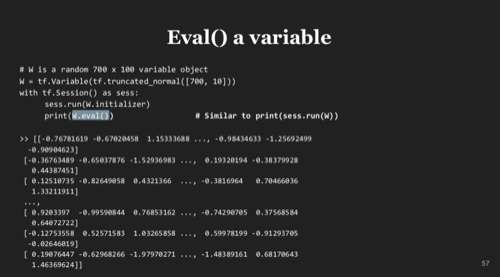 Eval() a variable
# W is a random 700 x 100 variable object
W = tf.Variable(tf.truncated_normal([700, 10]))
with tf.Session() as sess:
sess.run(W.initializer)
print(W.eval()) # Similar to print(sess.run(W))
>> [[-0.76781619 -0.67020458 1.15333688 ..., -0.98434633 -1.25692499
-0.90904623]
[-0.36763489 -0.65037876 -1.52936983 ..., 0.19320194 -0.38379928
0.44387451]
[ 0.12510735 -0.82649058 0.4321366 ..., -0.3816964 0.70466036
1.33211911]
...,
[ 0.9203397 -0.99590844 0.76853162 ..., -0.74290705 0.37568584
0.64072722]
[-0.12753558 0.52571583 1.03265858 ..., 0.59978199 -0.91293705
-0.02646019]
[ 0.19076447 -0.62968266 -1.97970271 ..., -1.48389161 0.68170643
1.46369624]]
57